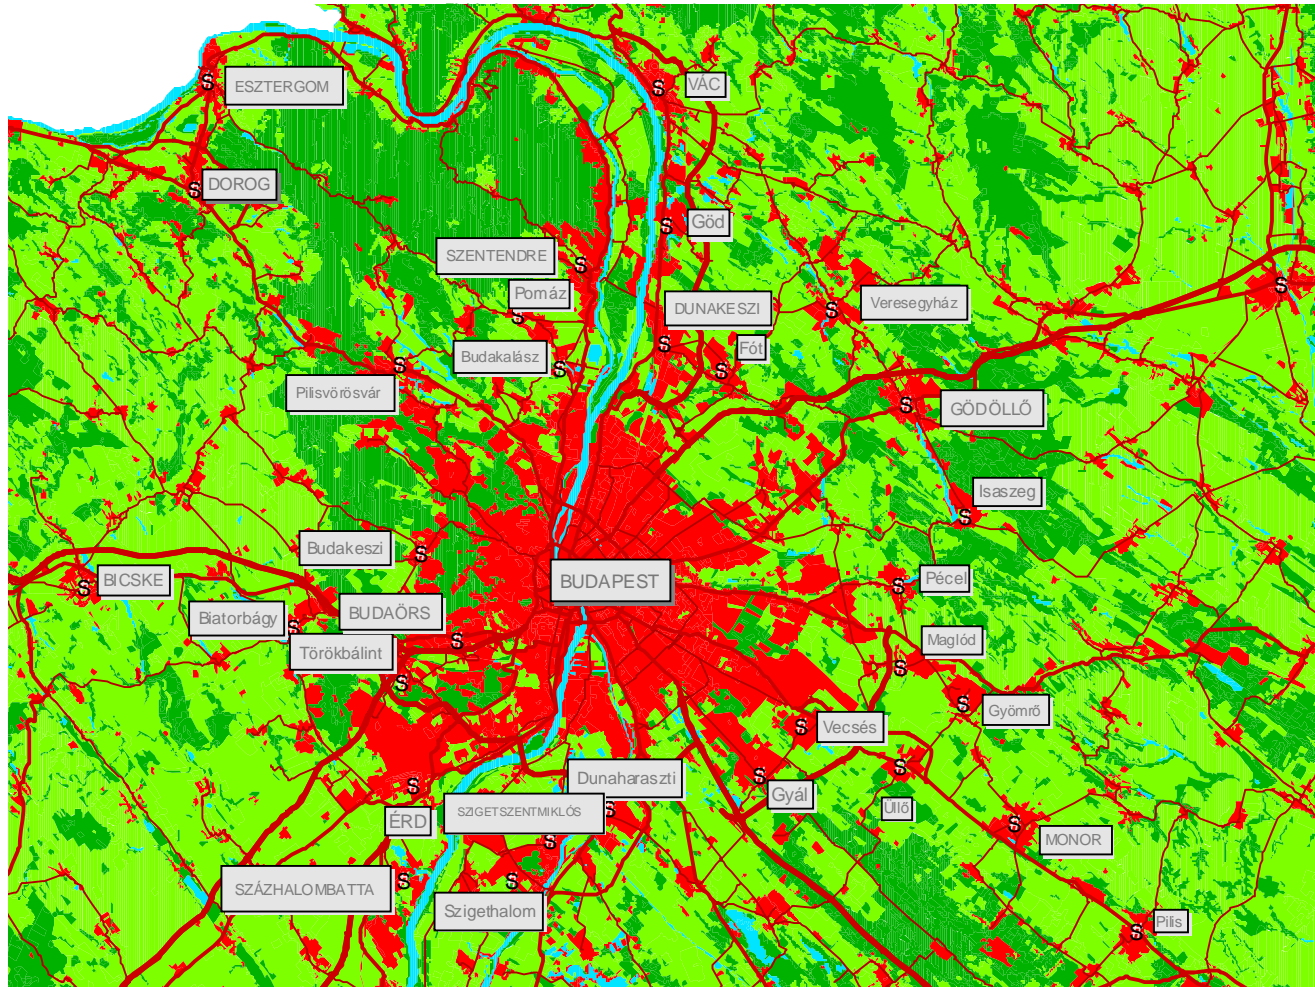 VÁC
ESZTERGOM
DOROG
Göd
SZENTENDRE
Pomáz
Veresegyház
DUNAKESZI
Fót
Budakalász
Pilisvörösvár
GÖDÖLLŐ
Isaszeg
Budakeszi
BICSKE
BUDAPEST
Pécel
BUDAÖRS
Biatorbágy
Maglód
Törökbálint
Gyömrő
Vecsés
Dunaharaszti
Gyál
Üllő
SZIGETSZENTMIKLÓS
ÉRD
MONOR
SZÁZHALOMBATTA
Szigethalom
Pilis